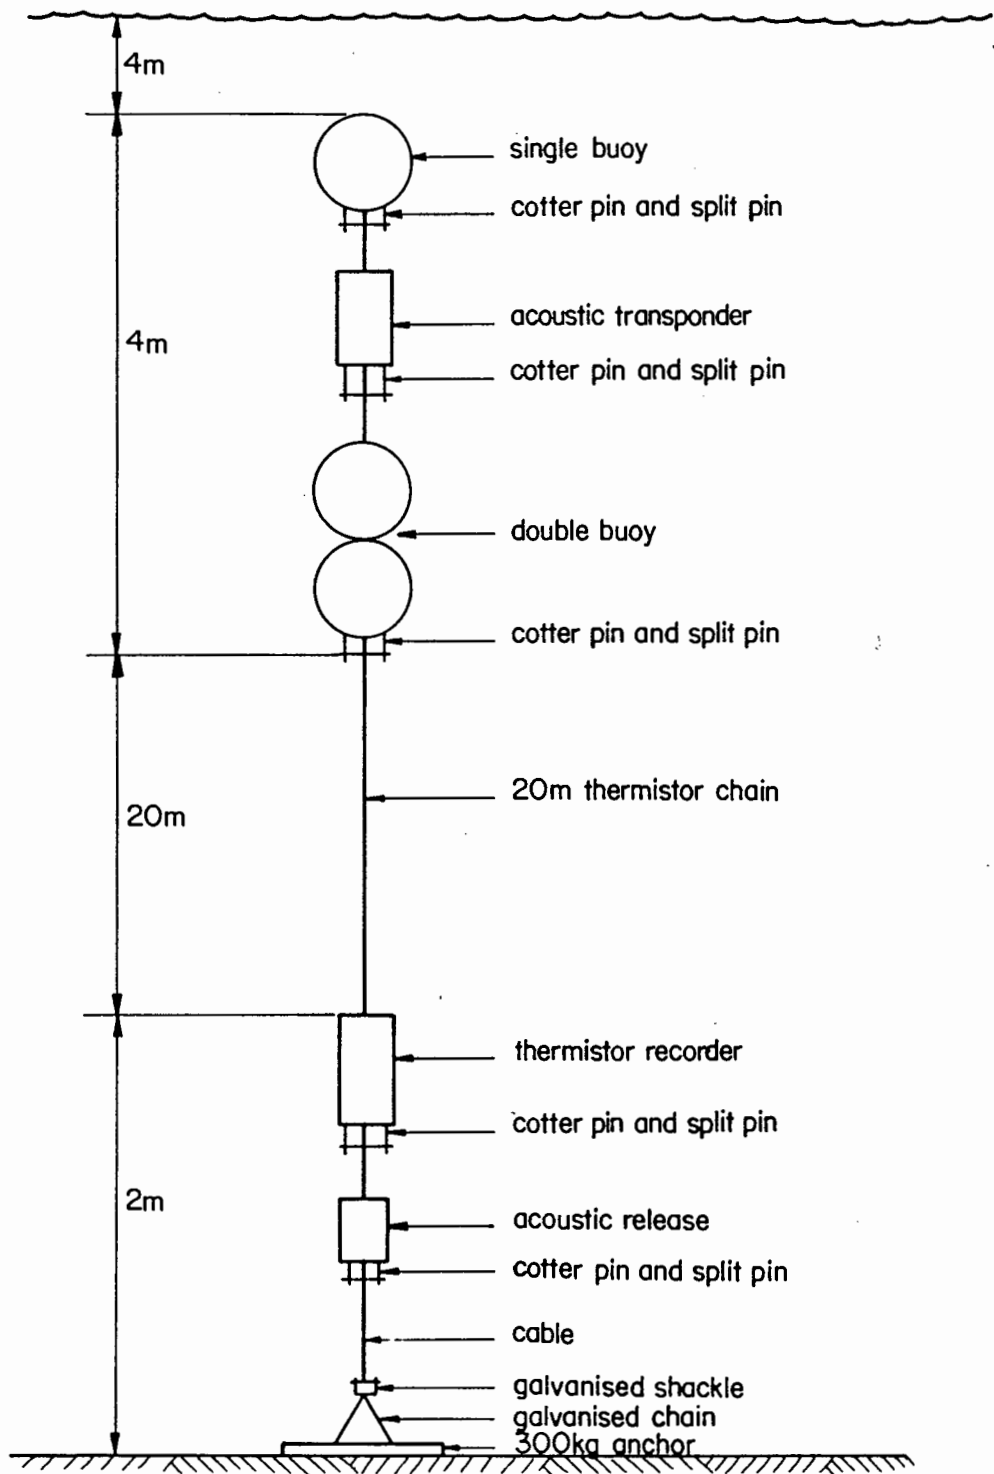 4m
single buoy
cotter pin and split pin
acoustic transponder
4m
cotter pin and split pin
double buoy
cotter pin and split pin
20m thermistor chain
20m
thermistor recorder
cotter pin and split pin
2m
acoustic release
cotter pin and split pin
cable
galvanised shackle
galvanised chain
300kg anchor